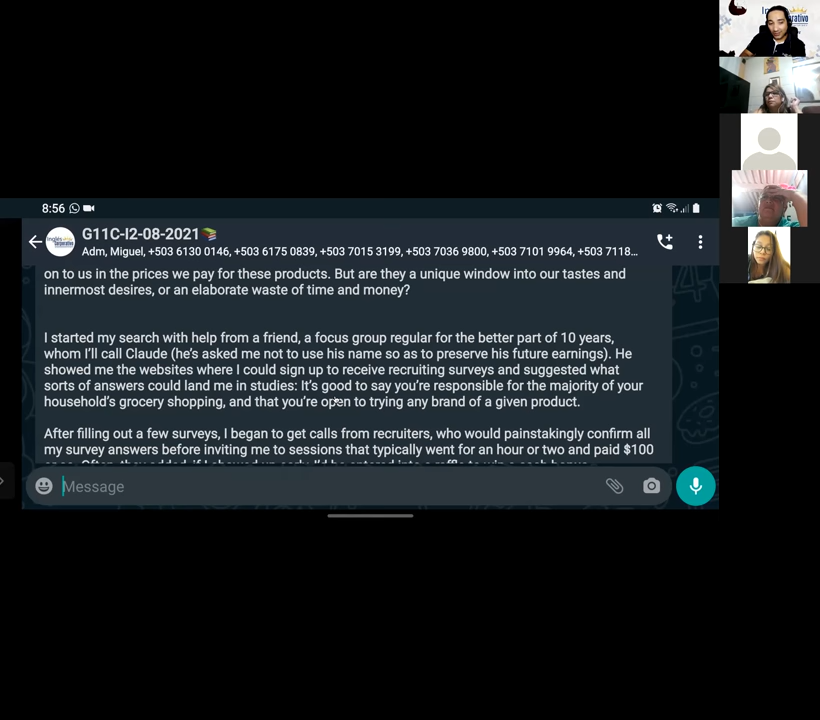 8:56
G11C-I2-08-2021
Adm, Miguel, +503 6130 0146, +503 6175 0839, +503 7015 3199, +503 7036 9800, +503 7101 9964, +503 7118...
on to us in the prices we pay for these products. But are they a unique window into our tastes and
innermost desires, or an elaborate waste of time and money?
I started my search with help from a friend, a focus group regular for the better part of 10 years,
whom I'll call Claude (he's asked me not to use his name so as to preserve his future earnings). He
showed me the websites where I could sign up to receive recruiting surveys and suggested what
sorts of answers could land me in studies: It's good to say you're responsible for the majority of your
household's grocery shopping, and that you're open to trying any brand of a given product.
After filling out a few surveys, I began to get calls from recruiters, who would painstakingly confirm all
my survey answers before inviting me to sessions that typically went for an hour or two and paid $100
Message